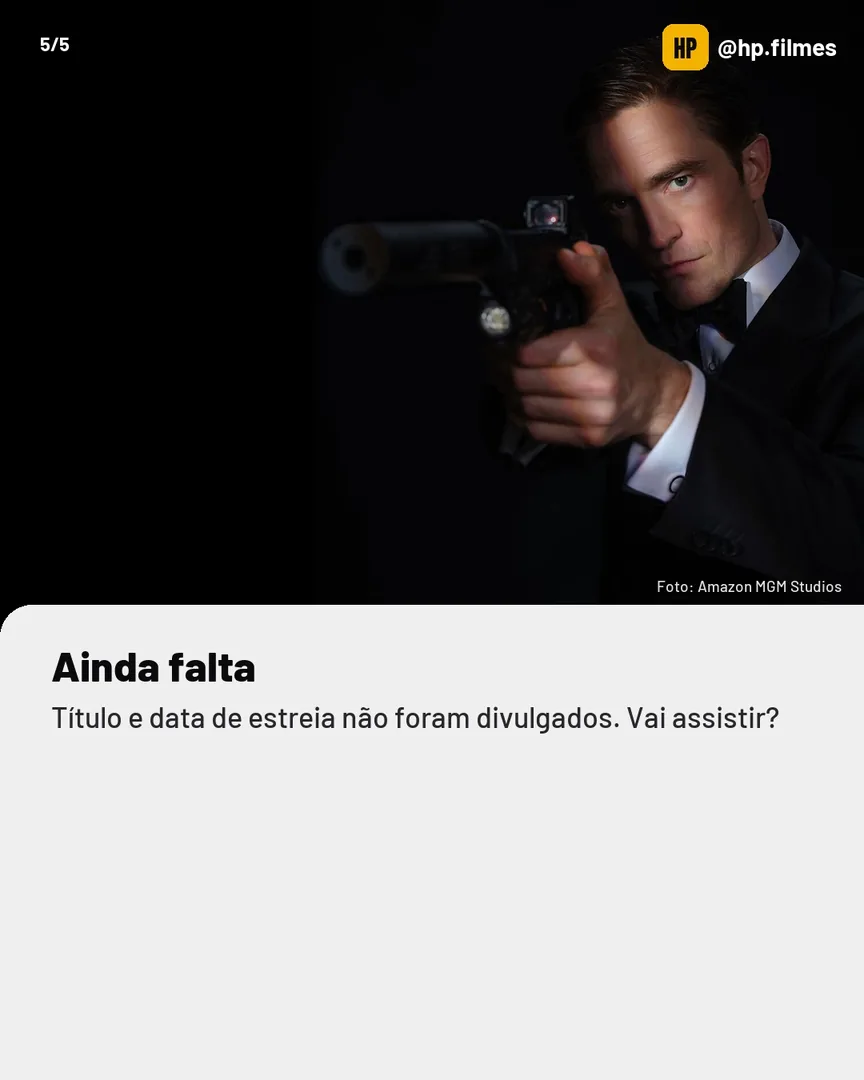 5/5
HP @hp.filmes
Foto: Amazon MGM Studios
Ainda falta
Título e data de estreia não foram divulgados. Vai assistir?